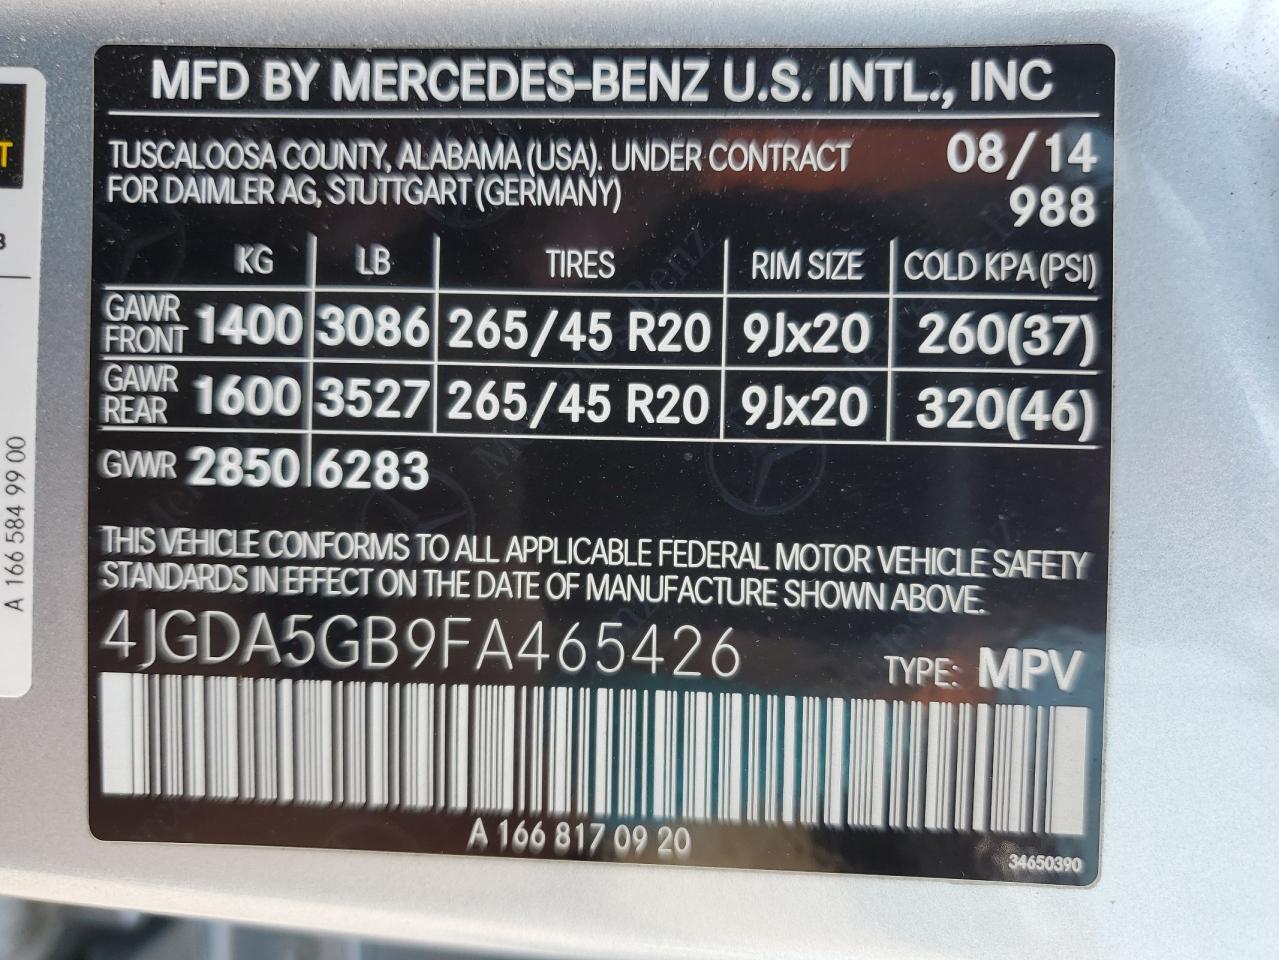 MFD BY MERCEDES-BENZ U.S. INTL., INC
TUSCALOOSA COUNTY, ALABAMA (USA). UNDER CONTRACT 08/14
FOR DAIMLER AG, STUTTGART (GERMANY) 988
KG LB TIRES RIM SIZE COLD KPA (PSI)
GAWR FRONT 1400 3086 265/45 R20 9Jx20 260(37)
GAWR REAR 1600 3527 265/45 R20 9Jx20 320(46)
GVWR 2850 6283
THIS VEHICLE CONFORMS TO ALL APPLICABLE FEDERAL MOTOR VEHICLE SAFETY
STANDARDS IN EFFECT ON THE DATE OF MANUFACTURE SHOWN ABOVE.
4JGDA5GB9FA465426 TYPE: MPV
A 166 817 09 20
34650390
A 166 584 99 00